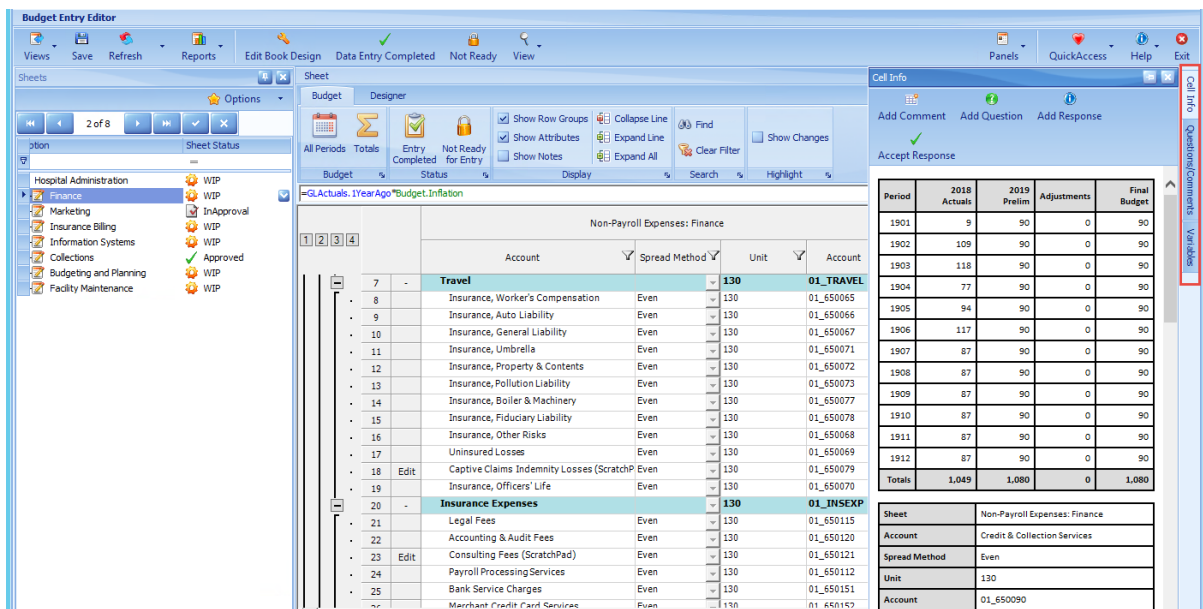 Budget Entry Editor
Views Save Refresh Reports Edit Book Design Data Entry Completed Not Ready View Panels QuickAccess Help Exit
Sheets
Options
2 of 8
ption Sheet Status
=
Hospital Administration WIP
Finance WIP
Marketing InApproval
Insurance Billing WIP
Information Systems WIP
Collections Approved
Budgeting and Planning WIP
Facility Maintenance WIP
Sheet
Budget Designer
All Periods Totals
Budget
Entry Completed Not Ready for Entry
Status
Show Row Groups Collapse Line
Show Attributes Expand Line
Show Notes Expand All
Display
Find
Clear Filter
Search
Show Changes
Highlight
=GLActuals.1YearAgo*Budget.Inflation
Non-Payroll Expenses: Finance
1 2 3 4
Account Spread Method Unit Account
7 - Travel 130 01_TRAVEL
8 Insurance, Worker's Compensation Even 130 01_650065
9 Insurance, Auto Liability Even 130 01_650066
10 Insurance, General Liability Even 130 01_650067
11 Insurance, Umbrella Even 130 01_650071
12 Insurance, Property & Contents Even 130 01_650072
13 Insurance, Pollution Liability Even 130 01_650073
14 Insurance, Boiler & Machinery Even 130 01_650077
15 Insurance, Fiduciary Liability Even 130 01_650078
16 Insurance, Other Risks Even 130 01_650068
17 Uninsured Losses Even 130 01_650069
18 Edit Captive Claims Indemnity Losses (ScratchP Even 130 01_650079
19 Insurance, Officers' Life Even 130 01_650070
20 - Insurance Expenses 130 01_INSEXP
21 Legal Fees Even 130 01_650115
22 Accounting & Audit Fees Even 130 01_650120
23 Edit Consulting Fees (ScratchPad) Even 130 01_650121
24 Payroll Processing Services Even 130 01_650112
25 Bank Service Charges Even 130 01_650151
26 Merchant Credit Card Services Even 130 01_650152
Cell Info
Add Comment Add Question Add Response
Accept Response
Period 2018 Actuals 2019 Prelim Adjustments Final Budget
1901 9 90 0 90
1902 109 90 0 90
1903 118 90 0 90
1904 77 90 0 90
1905 94 90 0 90
1906 117 90 0 90
1907 87 90 0 90
1908 87 90 0 90
1909 87 90 0 90
1910 87 90 0 90
1911 87 90 0 90
1912 87 90 0 90
Totals 1,049 1,080 0 1,080
Sheet Non-Payroll Expenses: Finance
Account Credit & Collection Services
Spread Method Even
Unit 130
Account 01_650090
Cell Info
Questions/Comments
Variables